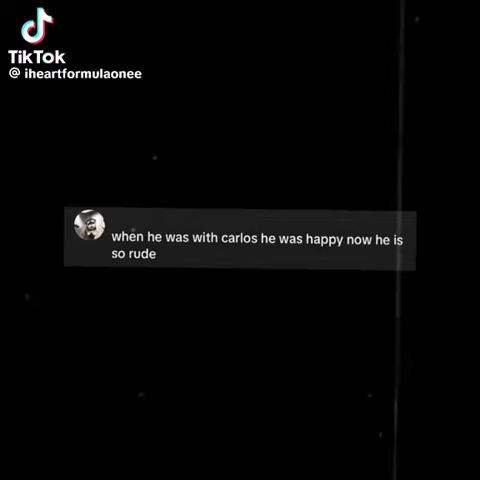 TikTok
@ iheartformulaonee
when he was with carlos he was happy now he is
so rude